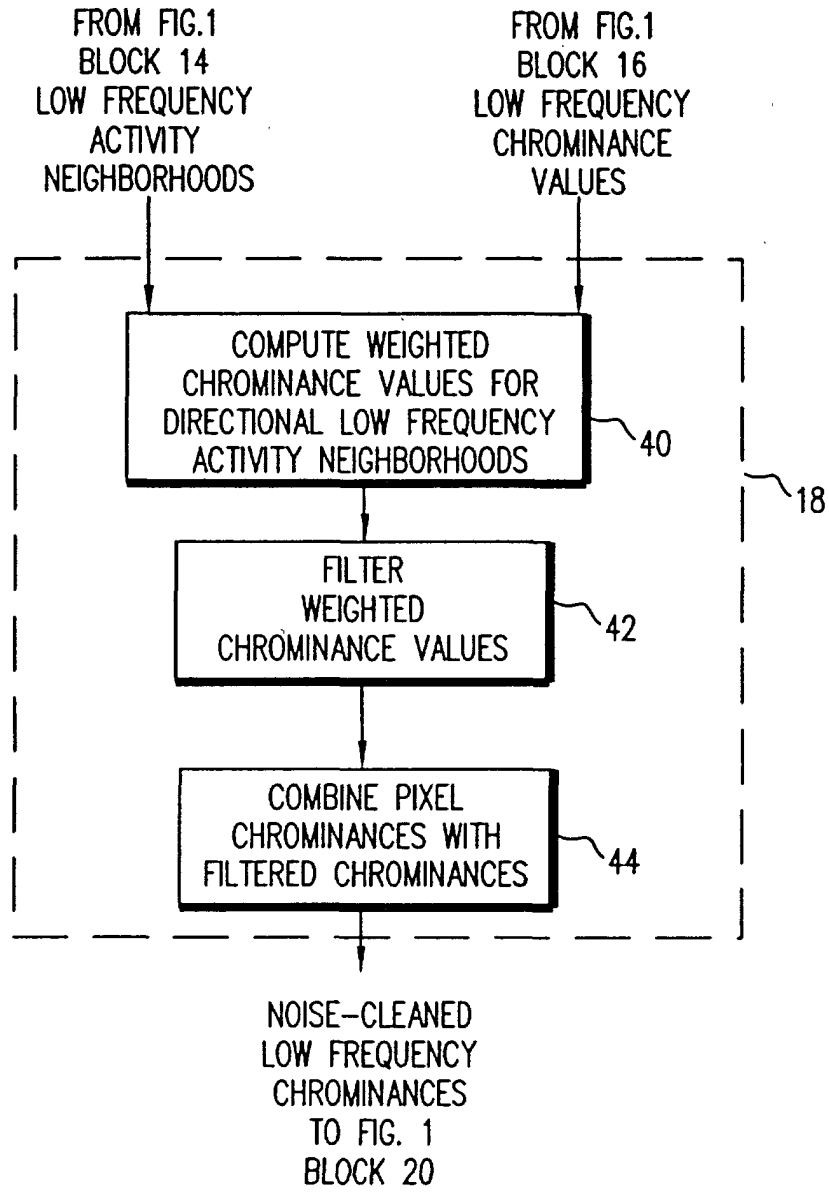 FROM FIG.1
BLOCK 14
LOW FREQUENCY
ACTIVITY
NEIGHBORHOODS
FROM FIG.1
BLOCK 16
LOW FREQUENCY
CHROMINANCE
VALUES
COMPUTE WEIGHTED
CHROMINANCE VALUES FOR
DIRECTIONAL LOW FREQUENCY
ACTIVITY NEIGHBORHOODS
40
18
FILTER
WEIGHTED
CHROMINANCE VALUES
42
COMBINE PIXEL
CHROMINANCES WITH
FILTERED CHROMINANCES
44
NOISE-CLEANED
LOW FREQUENCY
CHROMINANCES
TO FIG. 1
BLOCK 20